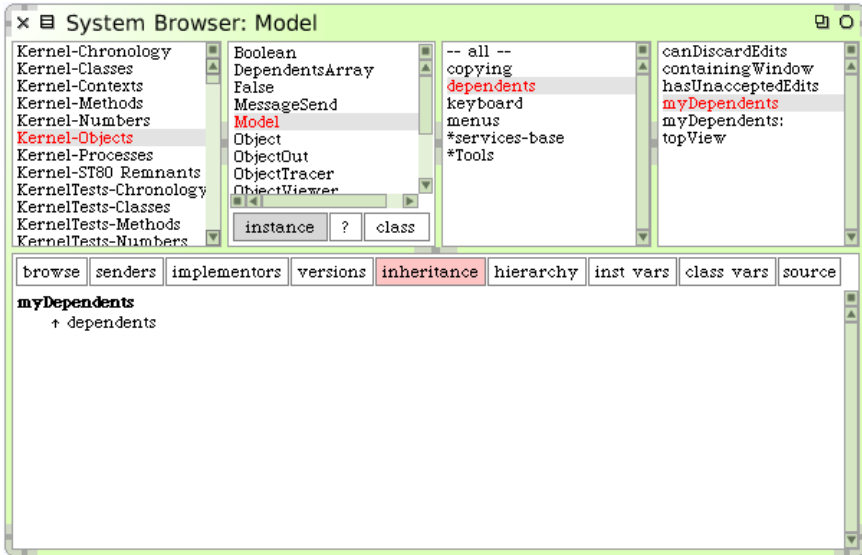 System Browser: Model
Kernel-Chronology
Kernel-Classes
Kernel-Contexts
Kernel-Methods
Kernel-Numbers
Kernel-Objects
Kernel-Processes
Kernel-ST80 Remnants
KernelTests-Chronology
KernelTests-Classes
KernelTests-Methods
KernelTests-Numbers
Boolean
DependentsArray
False
MessageSend
Model
Object
ObjectOut
ObjectTracer
ObjectViewer
instance ? class
-- all --
copying
dependents
keyboard
menus
*services-base
*Tools
canDiscardEdits
containingWindow
hasUnacceptedEdits
myDependents
myDependents:
topView
browse senders implementors versions inheritance hierarchy inst vars class vars source
myDependents
↑ dependents